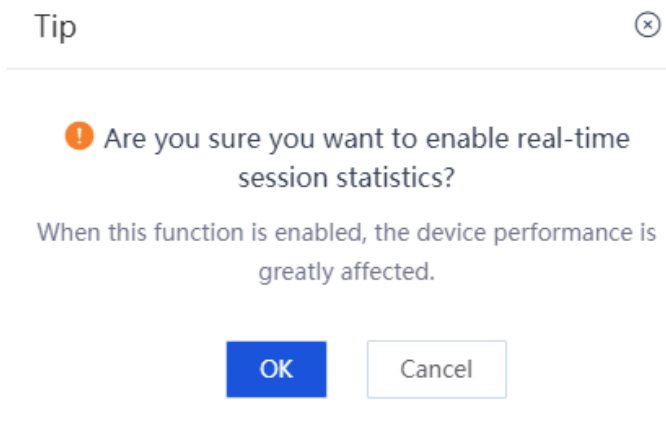 Tip
Are you sure you want to enable real-time
session statistics?
When this function is enabled, the device performance is
greatly affected.
OK
Cancel